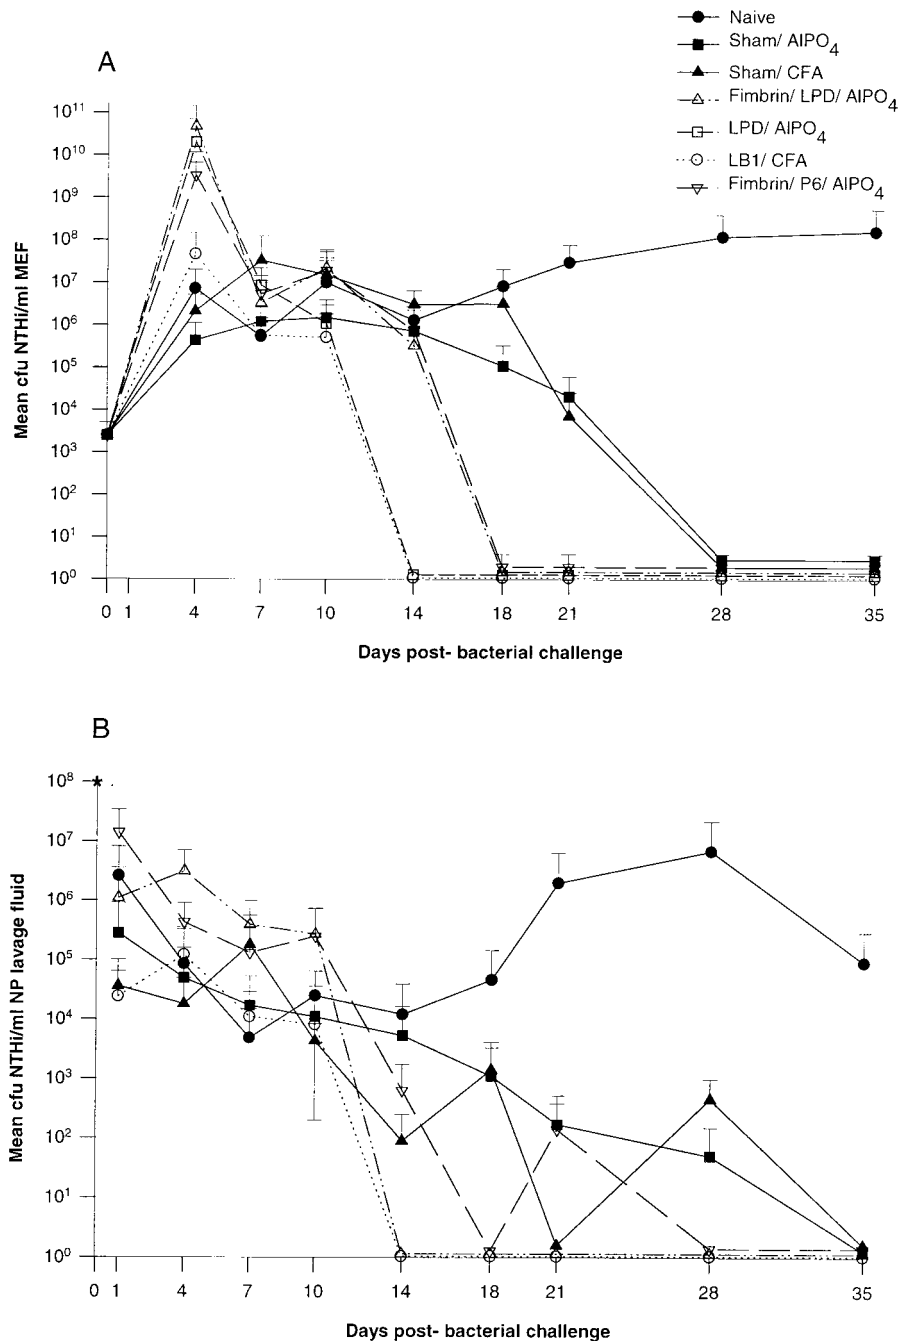 Naive
Sham/ AlPO4
Sham/ CFA
Fimbrin/ LPD/ AlPO4
LPD/ AlPO4
LB1/ CFA
Fimbrin/ P6/ AlPO4
A
Mean cfu NTHi/ml MEF
10^11
10^10
10^9
10^8
10^7
10^6
10^5
10^4
10^3
10^2
10^1
10^0
0 1 4 7 10 14 18 21 28 35
Days post- bacterial challenge
B
Mean cfu NTHi/ml NP lavage fluid
10^8
10^7
10^6
10^5
10^4
10^3
10^2
10^1
10^0
0 1 4 7 10 14 18 21 28 35
Days post- bacterial challenge